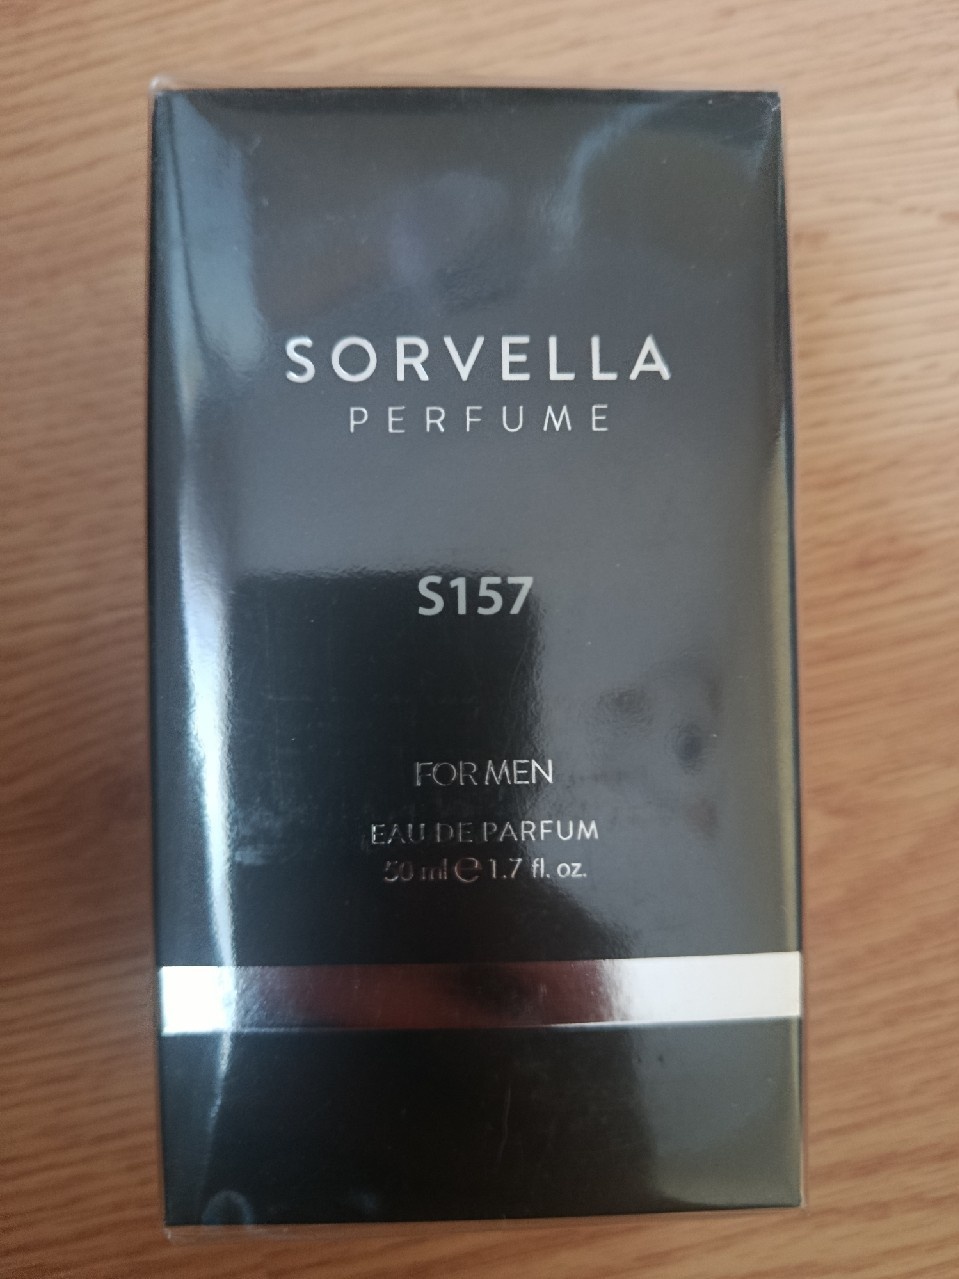 SORVELLA
PERFUME
S157
FOR MEN
EAU DE PARFUM
50 ml ℮ 1.7 fl. oz.